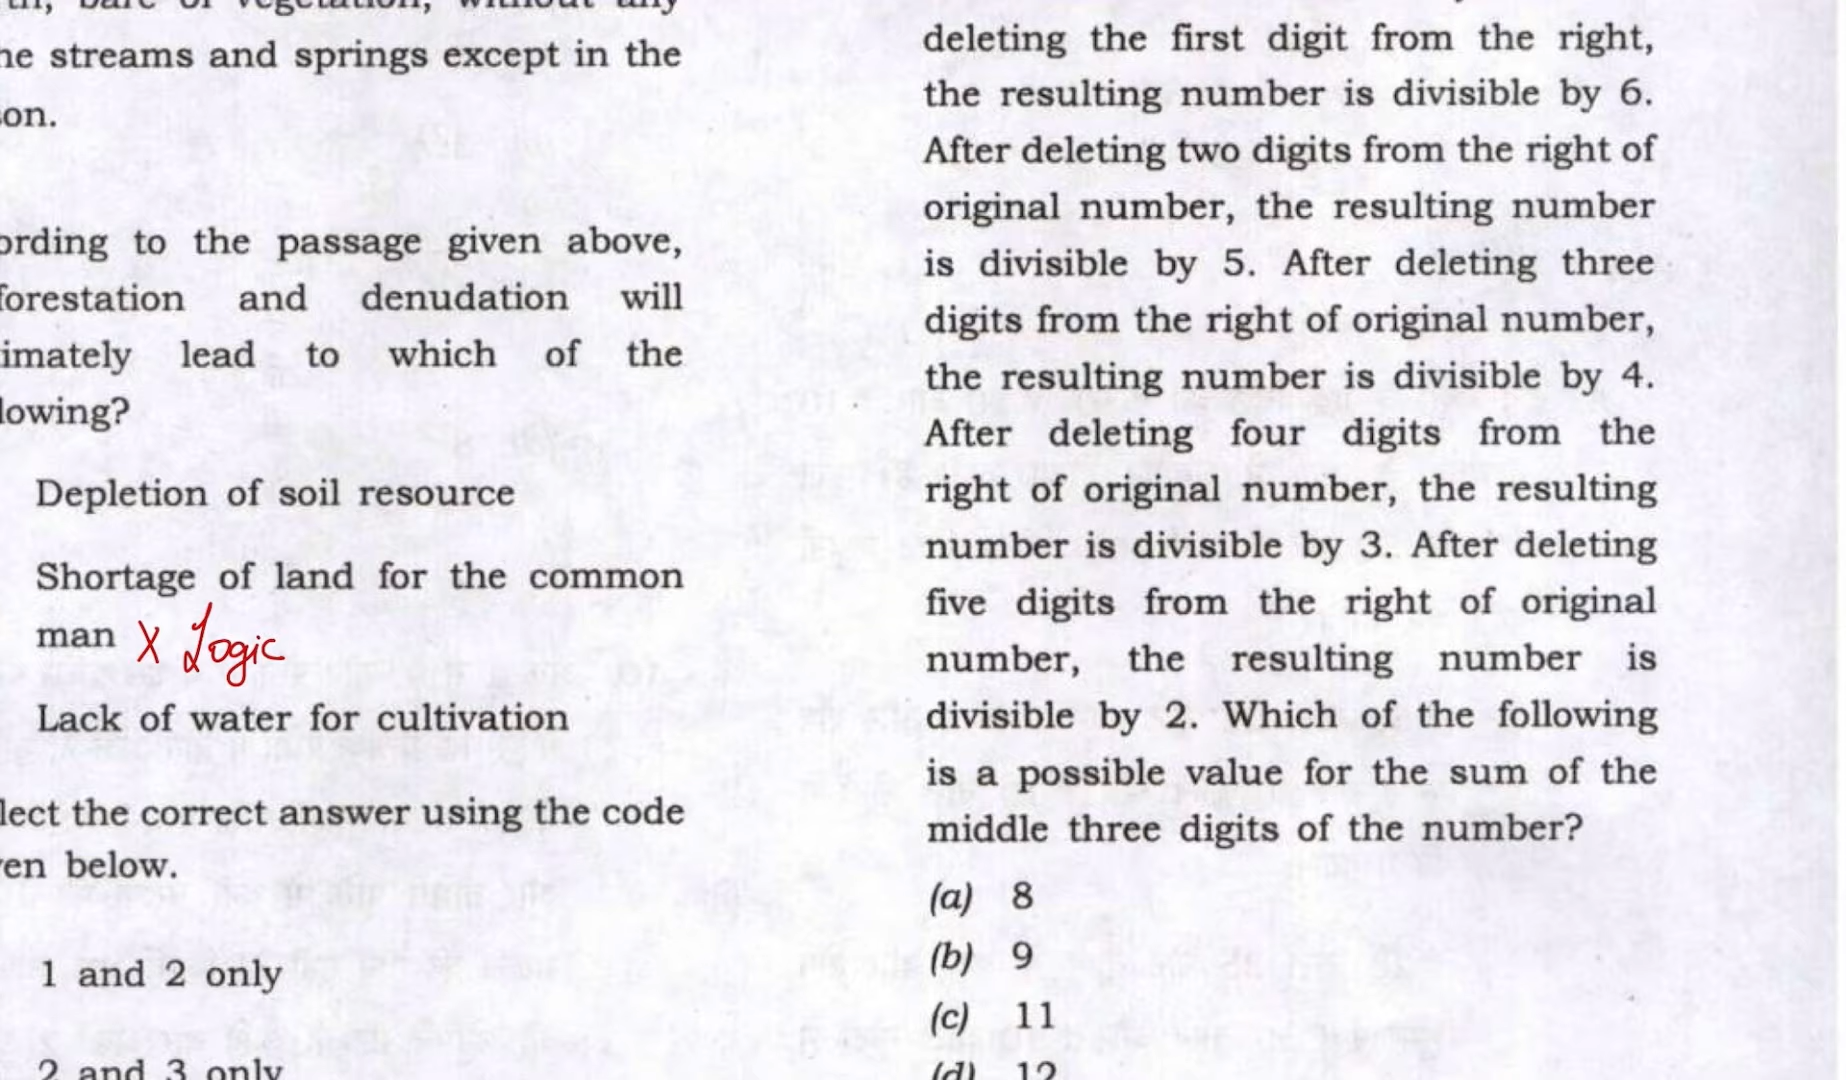 the streams and springs except in the
on.
ording to the passage given above,
forestation and denudation will
imately lead to which of the
lowing?
Depletion of soil resource
Shortage of land for the common
man X Logic
Lack of water for cultivation
lect the correct answer using the code
en below.
1 and 2 only
2 and 3 only
deleting the first digit from the right,
the resulting number is divisible by 6.
After deleting two digits from the right of
original number, the resulting number
is divisible by 5. After deleting three
digits from the right of original number,
the resulting number is divisible by 4.
After deleting four digits from the
right of original number, the resulting
number is divisible by 3. After deleting
five digits from the right of original
number, the resulting number is
divisible by 2. Which of the following
is a possible value for the sum of the
middle three digits of the number?
(a) 8
(b) 9
(c) 11
(d) 12